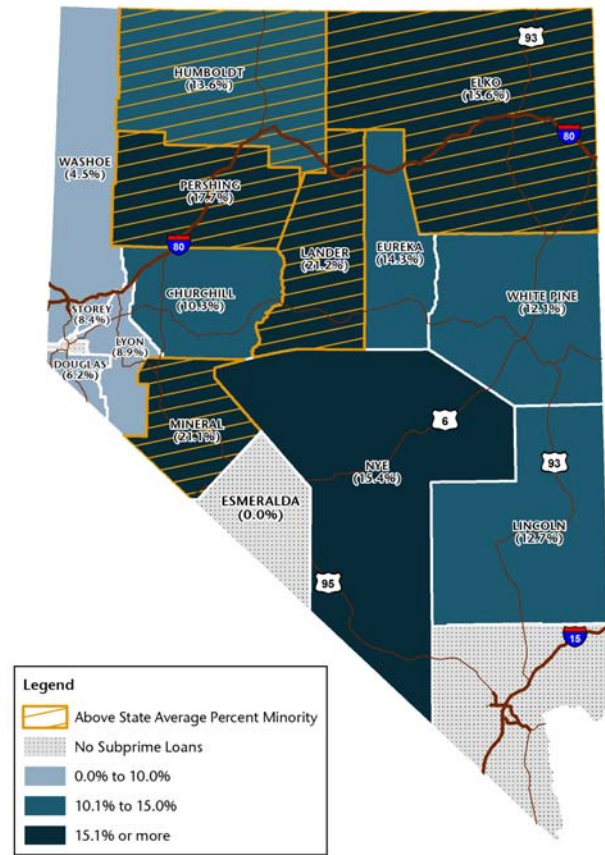 93
HUMBOLDT
(13.6%)
ELKO
(15.6%)
80
WASHOE
(4.5%)
PERSHING
(17.7%)
80
LANDER
(21.2%)
EUREKA
(14.3%)
CHURCHILL
(10.3%)
WHITE PINE
(12.1%)
STOREY
(8.4%)
LYON
(8.9%)
DOUGLAS
(6.2%)
MINERAL
(21.1%)
6
NYE
(15.4%)
93
ESMERALDA
(0.0%)
LINCOLN
(12.7%)
95
15
Legend
Above State Average Percent Minority
No Subprime Loans
0.0% to 10.0%
10.1% to 15.0%
15.1% or more